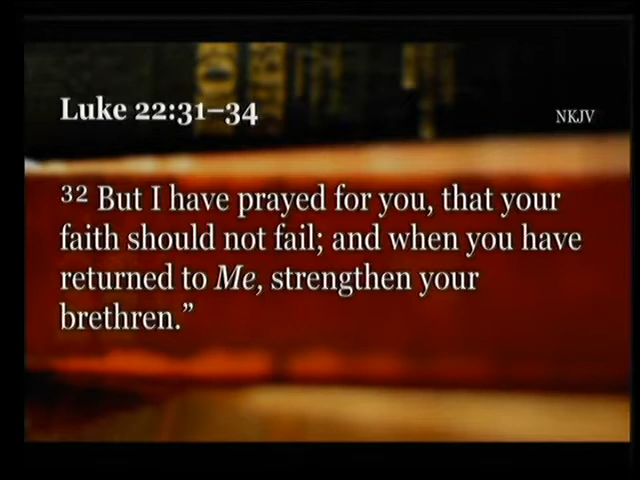 Luke 22:31–34
NKJV
32 But I have prayed for you, that your
faith should not fail; and when you have
returned to Me, strengthen your
brethren.”